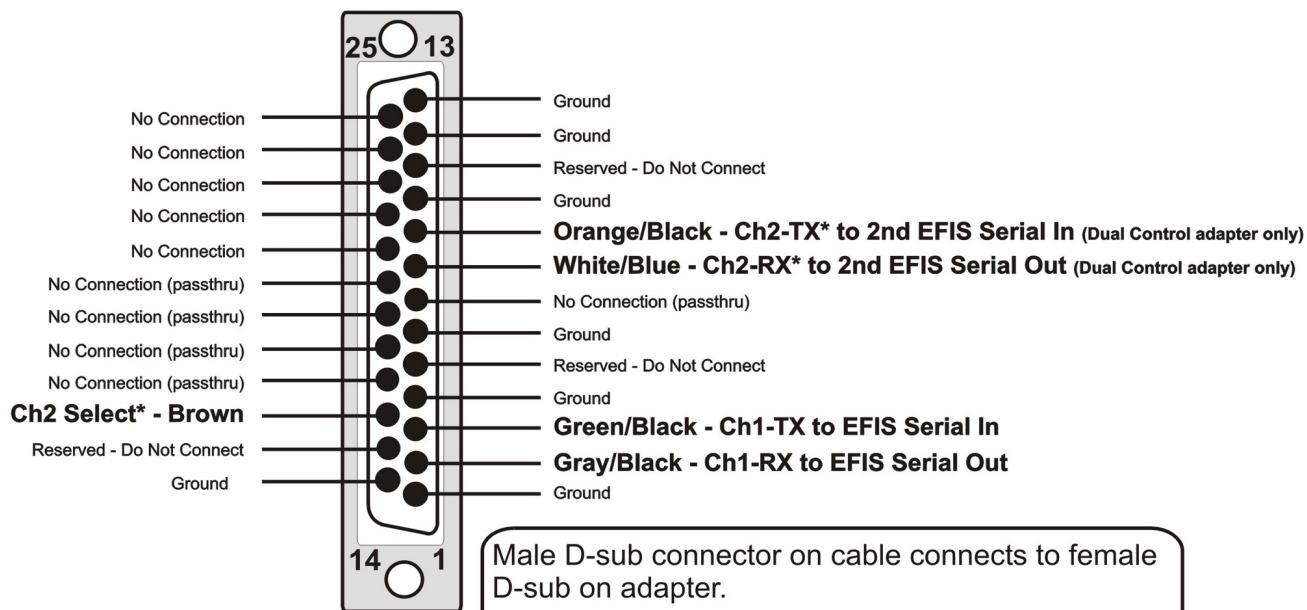 25 13
No Connection
No Connection
No Connection
No Connection
No Connection
No Connection (passthru)
No Connection (passthru)
No Connection (passthru)
No Connection (passthru)
Ch2 Select* - Brown
Reserved - Do Not Connect
Ground
Ground
Ground
Reserved - Do Not Connect
Ground
Orange/Black - Ch2-TX* to 2nd EFIS Serial In (Dual Control adapter only)
White/Blue - Ch2-RX* to 2nd EFIS Serial Out (Dual Control adapter only)
No Connection (passthru)
Ground
Reserved - Do Not Connect
Ground
Green/Black - Ch1-TX to EFIS Serial In
Gray/Black - Ch1-RX to EFIS Serial Out
Ground
14 1
Male D-sub connector on cable connects to female
D-sub on adapter.